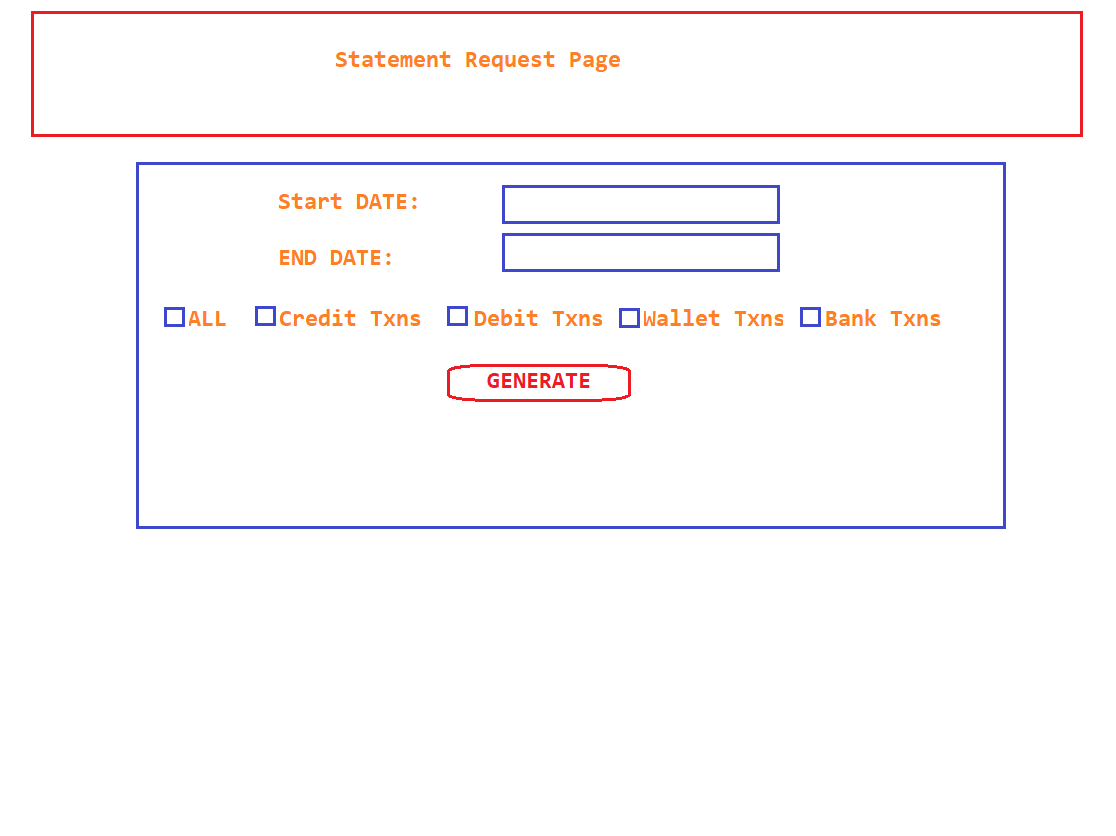 Statement Request Page
Start DATE:
END DATE:
ALL Credit Txns Debit Txns Wallet Txns Bank Txns
GENERATE